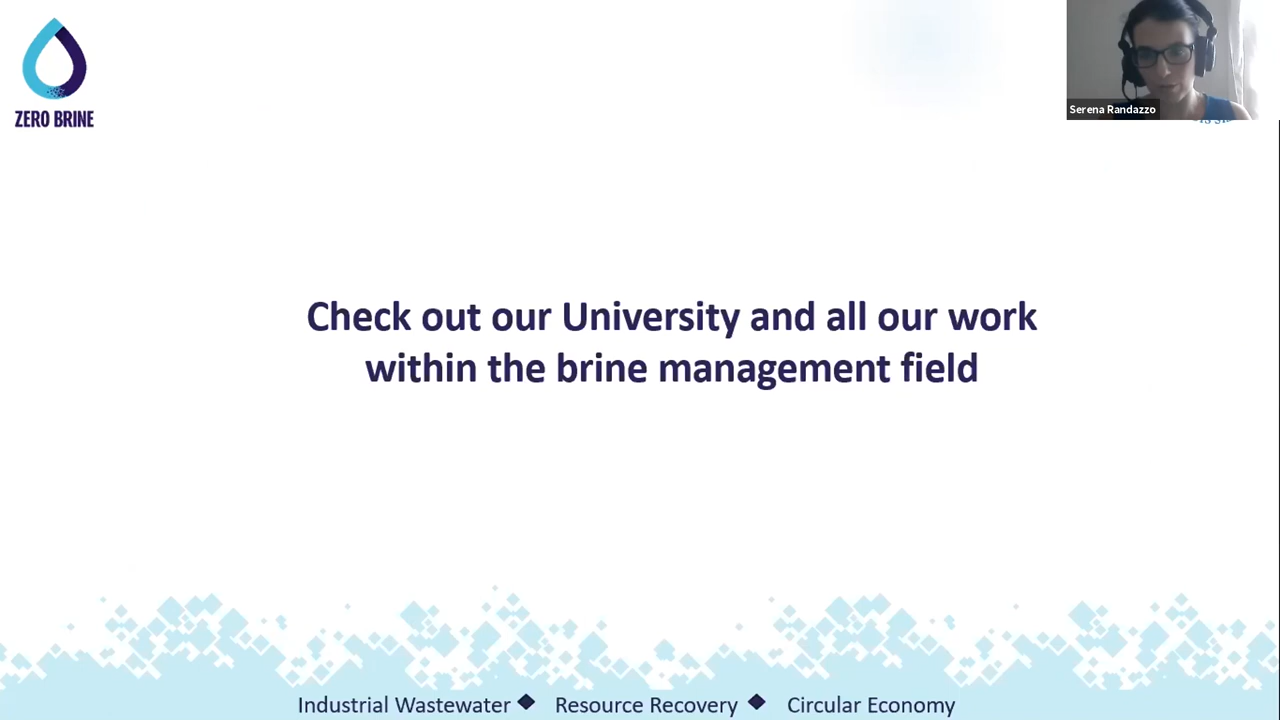 ZERO BRINE
Serena Randazzo
Check out our University and all our work
within the brine management field
Industrial Wastewater ◆ Resource Recovery ◆ Circular Economy